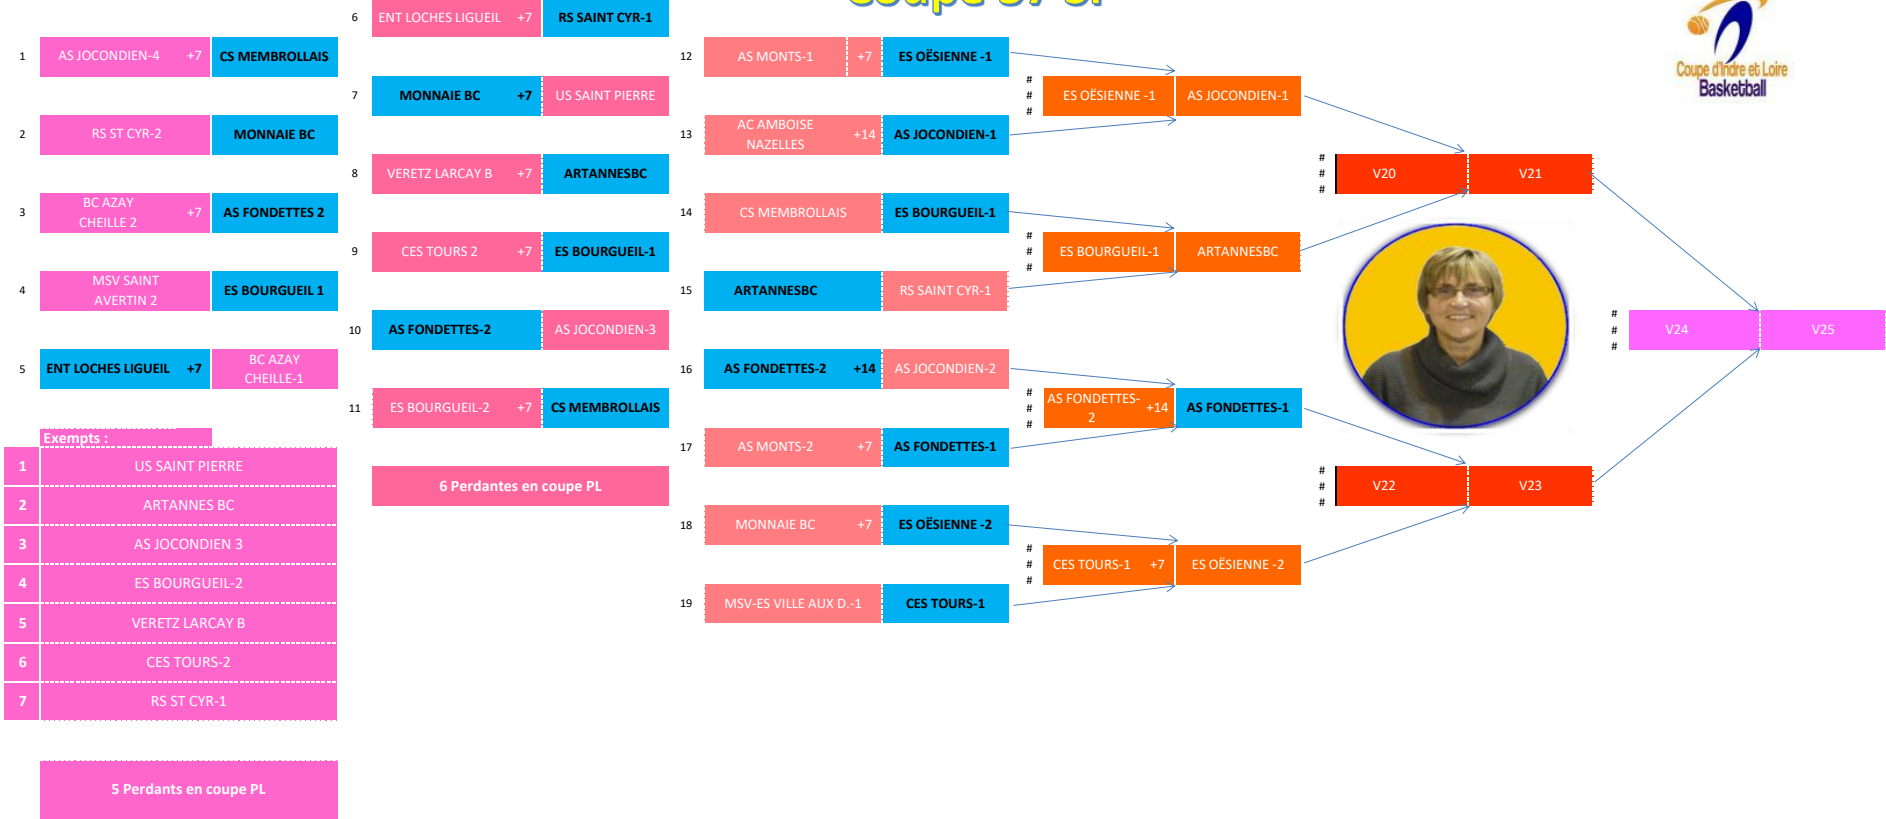 6 ENT LOCHES LIGUEIL +7 RS SAINT CYR-1
1 AS JOCONDIEN-4 +7 CS MEMBROLLAIS
7 MONNAIE BC +7 US SAINT PIERRE
2 RS ST CYR-2 MONNAIE BC
8 VERETZ LARCAY B +7 ARTANNESBC
3 BC AZAY
CHEILLE 2 +7 AS FONDETTES 2
9 CES TOURS 2 +7 ES BOURGUEIL-1
4 MSV SAINT
AVERTIN 2 ES BOURGUEIL 1
10 AS FONDETTES-2 AS JOCONDIEN-3
5 ENT LOCHES LIGUEIL +7 BC AZAY
CHEILLE-1
11 ES BOURGUEIL-2 +7 CS MEMBROLLAIS
Exempts :
1 US SAINT PIERRE
2 ARTANNES BC
3 AS JOCONDIEN 3
4 ES BOURGUEIL-2
5 VERETZ LARCAY B
6 CES TOURS-2
7 RS ST CYR-1
5 Perdants en coupe PL
6 Perdantes en coupe PL
12 AS MONTS-1 +7 ES OËSIENNE -1
13 AC AMBOISE
NAZELLES +14 AS JOCONDIEN-1
14 CS MEMBROLLAIS ES BOURGUEIL-1
15 ARTANNESBC RS SAINT CYR-1
16 AS FONDETTES-2 +14 AS JOCONDIEN-2
17 AS MONTS-2 +7 AS FONDETTES-1
18 MONNAIE BC +7 ES OËSIENNE -2
19 MSV-ES VILLE AUX D.-1 CES TOURS-1
#
# ES OËSIENNE -1 AS JOCONDIEN-1
#
#
# ES BOURGUEIL-1 ARTANNESBC
#
#
# AS FONDETTES-
2 +14 AS FONDETTES-1
#
#
# CES TOURS-1 +7 ES OËSIENNE -2
#
#
# V20 V21
#
#
# V22 V23
#
#
# V24 V25
#
Coupe d'Indre et Loire
Basketball